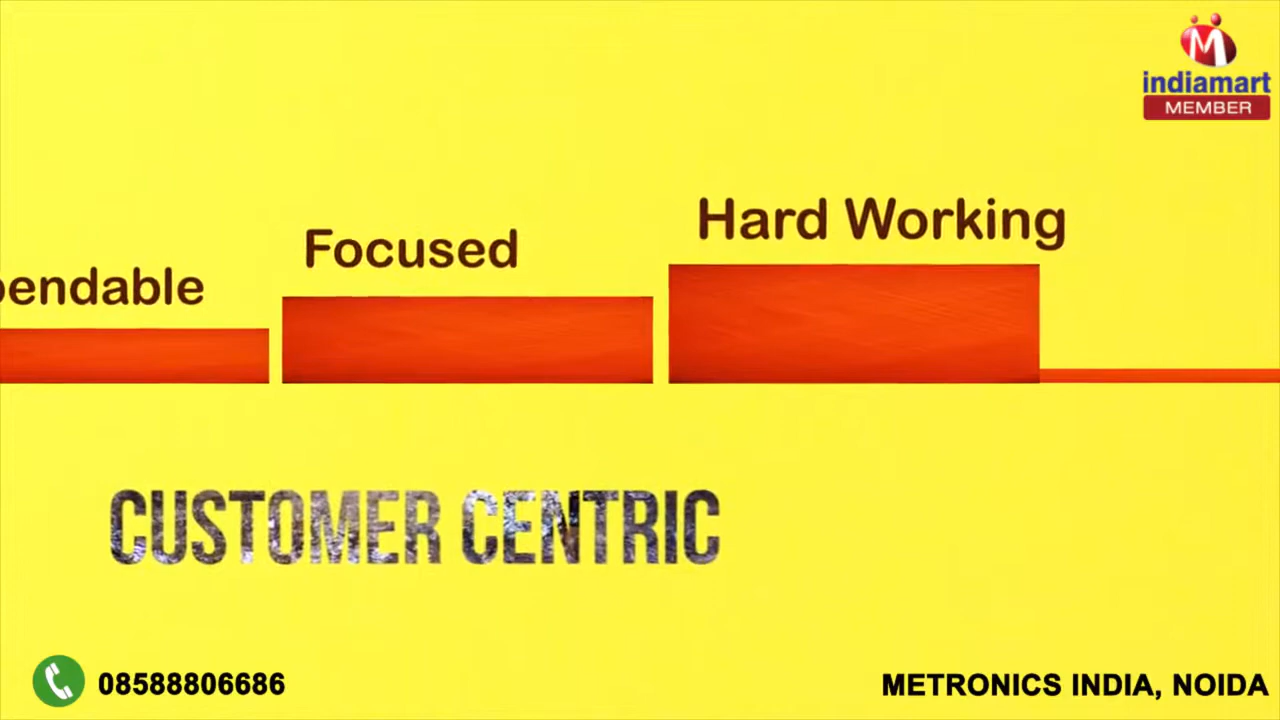 indiamart
MEMBER
Hard Working
Focused
pendable
CUSTOMER CENTRIC
08588806686
METRONICS INDIA, NOIDA